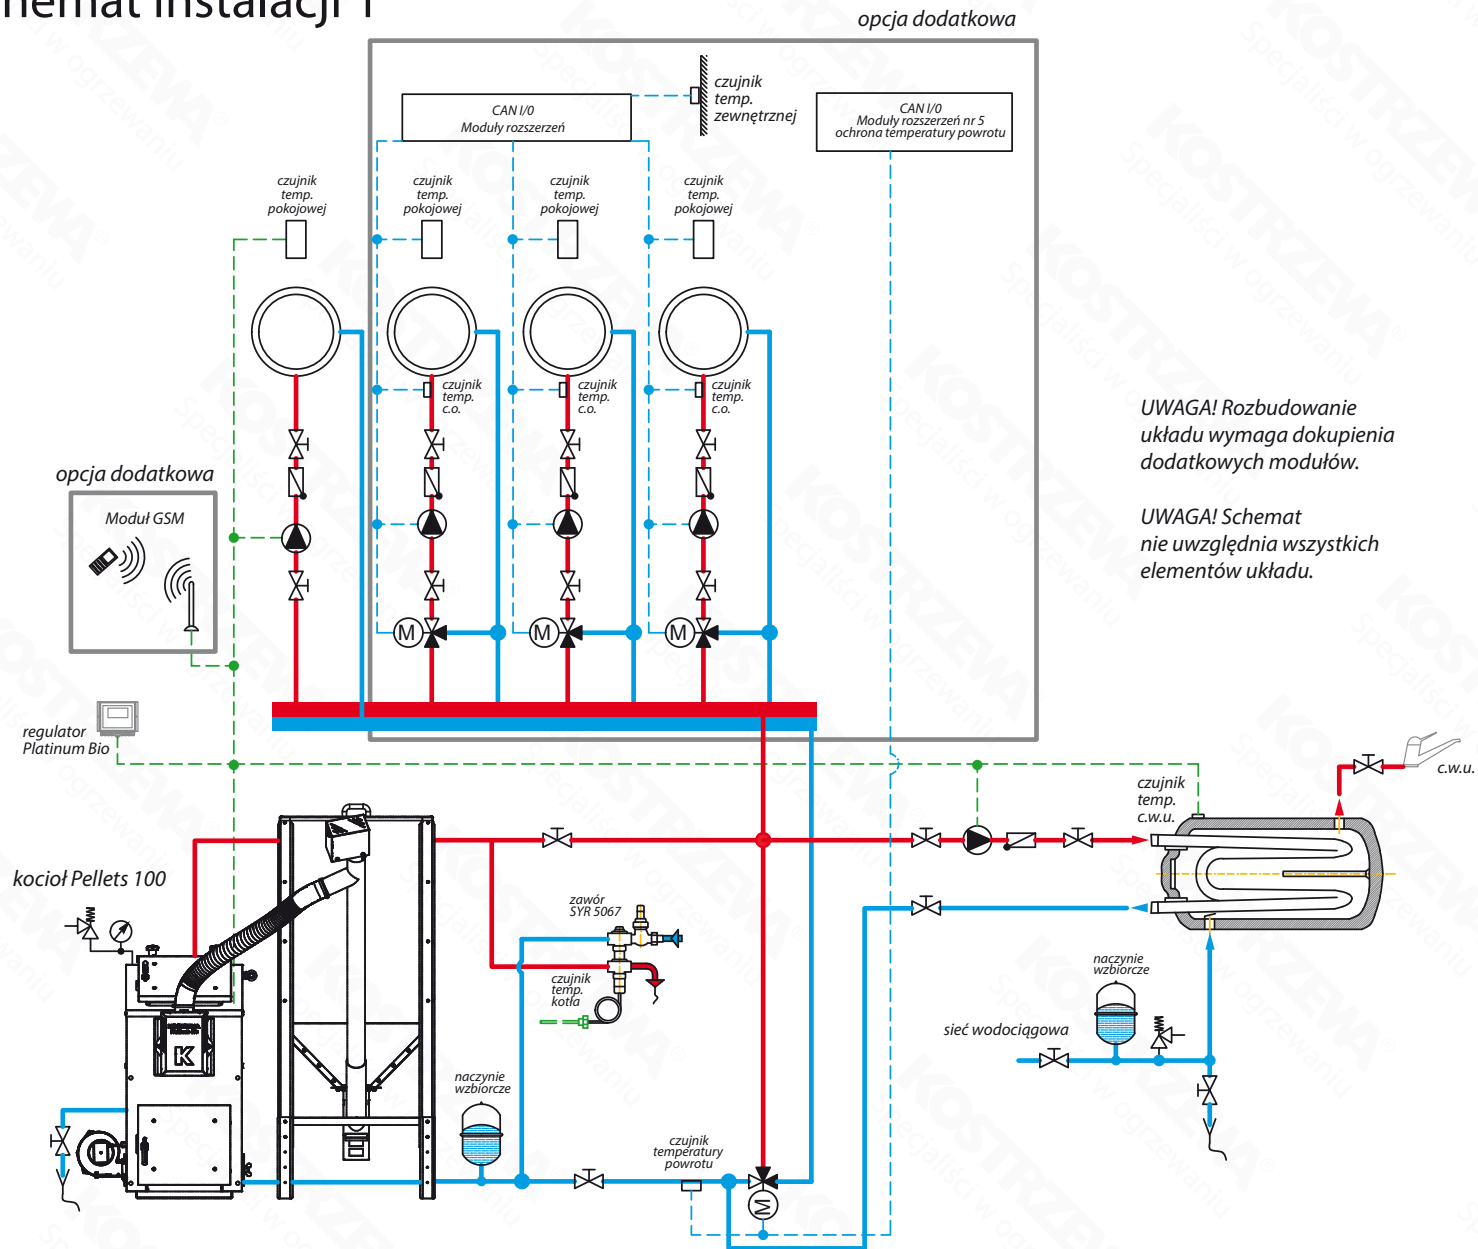 hemat instalacji 1
opcja dodatkowa
CAN I/0
Moduły rozszerzeń
czujnik
temp.
zewnętrznej
CAN I/0
Moduły rozszerzeń nr 5
ochrona temperatury powrotu
czujnik
temp.
pokojowej
czujnik
temp.
pokojowej
czujnik
temp.
pokojowej
czujnik
temp.
pokojowej
czujnik
temp.
c.o.
czujnik
temp.
c.o.
czujnik
temp.
c.o.
UWAGA! Rozbudowanie
układu wymaga dokupienia
dodatkowych modułów.
UWAGA! Schemat
nie uwzględnia wszystkich
elementów układu.
opcja dodatkowa
Moduł GSM
M
M
M
regulator
Platinum Bio
czujnik
temp.
c.w.u.
c.w.u.
kocioł Pellets 100
zawór
SYR 5067
czujnik
temp.
kotła
naczynie
wzbiorcze
sieć wodociągowa
K
naczynie
wzbiorcze
czujnik
temperatury
powrotu
M
KOSTRZEWA®
Specjaliści w ogrzewaniu